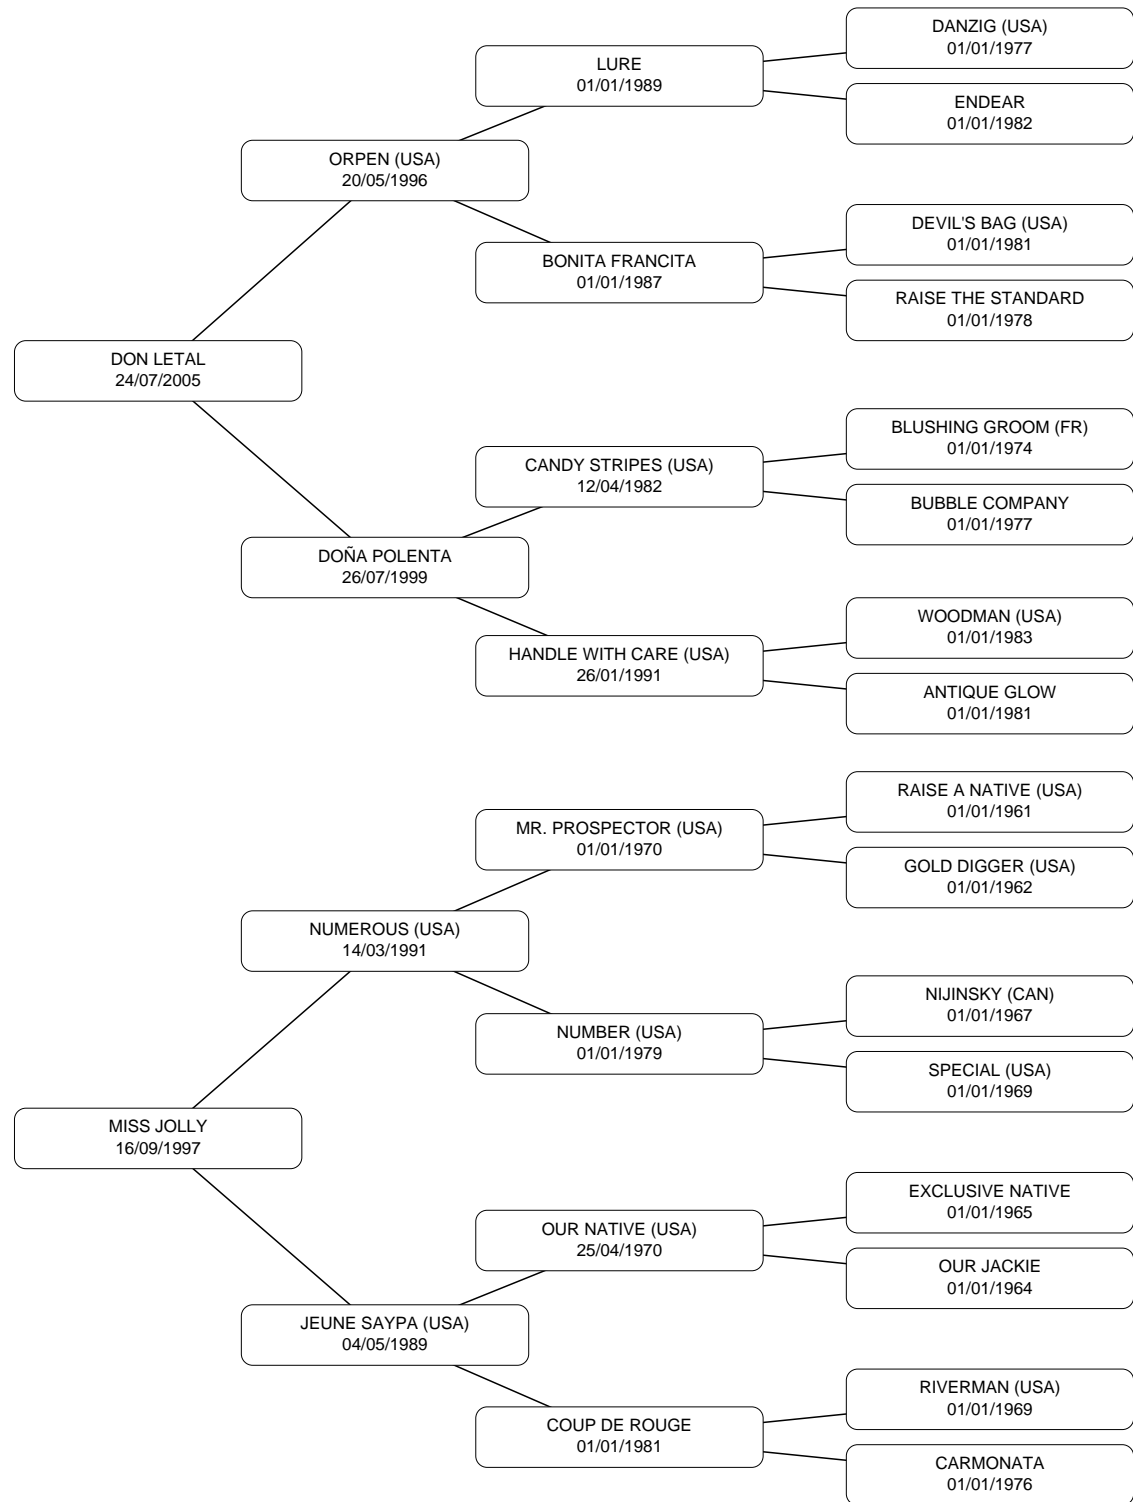 DANZIG (USA)
01/01/1977
LURE
01/01/1989
ENDEAR
01/01/1982
ORPEN (USA)
20/05/1996
DEVIL'S BAG (USA)
01/01/1981
BONITA FRANCITA
01/01/1987
RAISE THE STANDARD
01/01/1978
DON LETAL
24/07/2005
BLUSHING GROOM (FR)
01/01/1974
CANDY STRIPES (USA)
12/04/1982
BUBBLE COMPANY
01/01/1977
DOÑA POLENTA
26/07/1999
WOODMAN (USA)
01/01/1983
HANDLE WITH CARE (USA)
26/01/1991
ANTIQUE GLOW
01/01/1981
RAISE A NATIVE (USA)
01/01/1961
MR. PROSPECTOR (USA)
01/01/1970
GOLD DIGGER (USA)
01/01/1962
NUMEROUS (USA)
14/03/1991
NIJINSKY (CAN)
01/01/1967
NUMBER (USA)
01/01/1979
SPECIAL (USA)
01/01/1969
MISS JOLLY
16/09/1997
EXCLUSIVE NATIVE
01/01/1965
OUR NATIVE (USA)
25/04/1970
OUR JACKIE
01/01/1964
JEUNE SAYPA (USA)
04/05/1989
RIVERMAN (USA)
01/01/1969
COUP DE ROUGE
01/01/1981
CARMONATA
01/01/1976